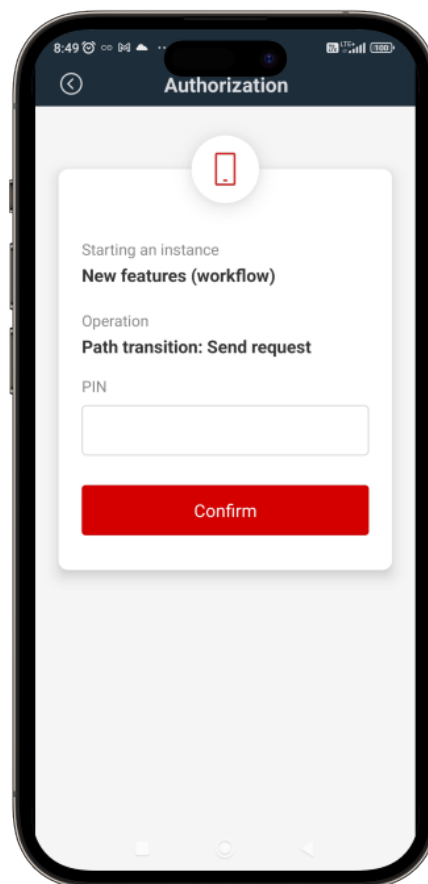 8:49
Authorization
Starting an instance
New features (workflow)
Operation
Path transition: Send request
PIN
Confirm